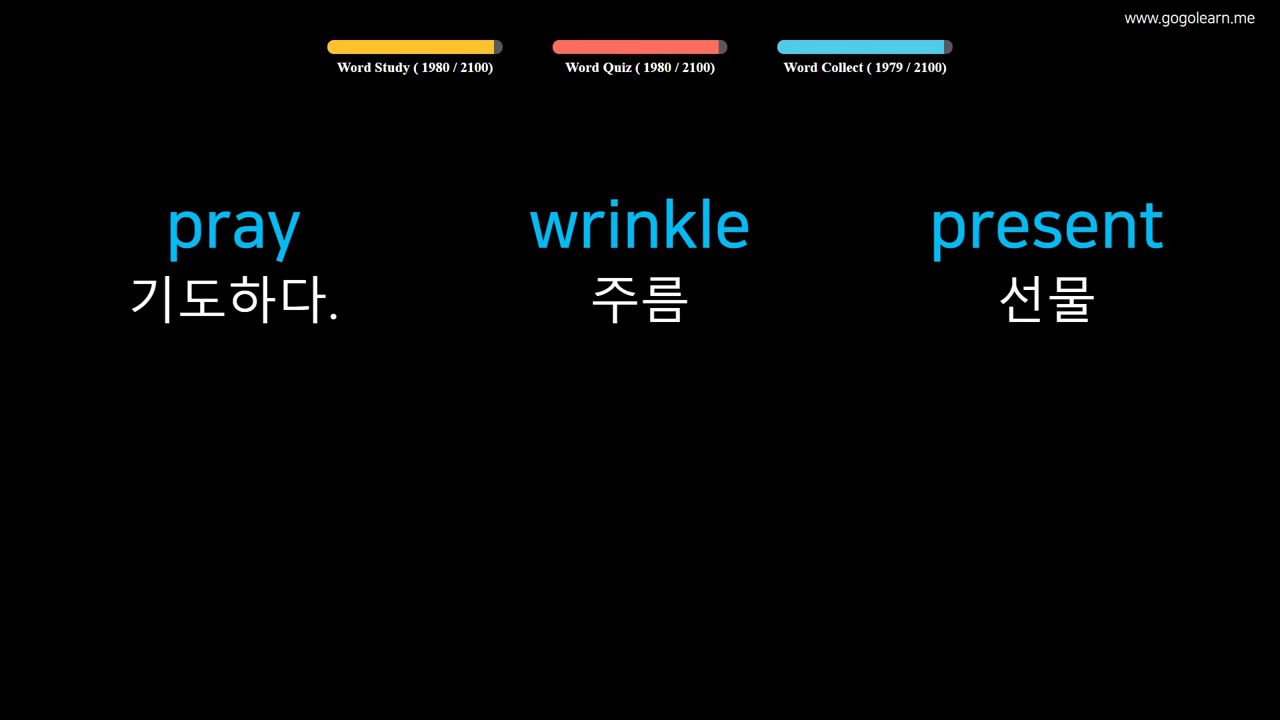 www.gogolearn.me
Word Study ( 1980 / 2100) Word Quiz ( 1980 / 2100) Word Collect ( 1979 / 2100)
pray wrinkle present
기도하다. 주름 선물